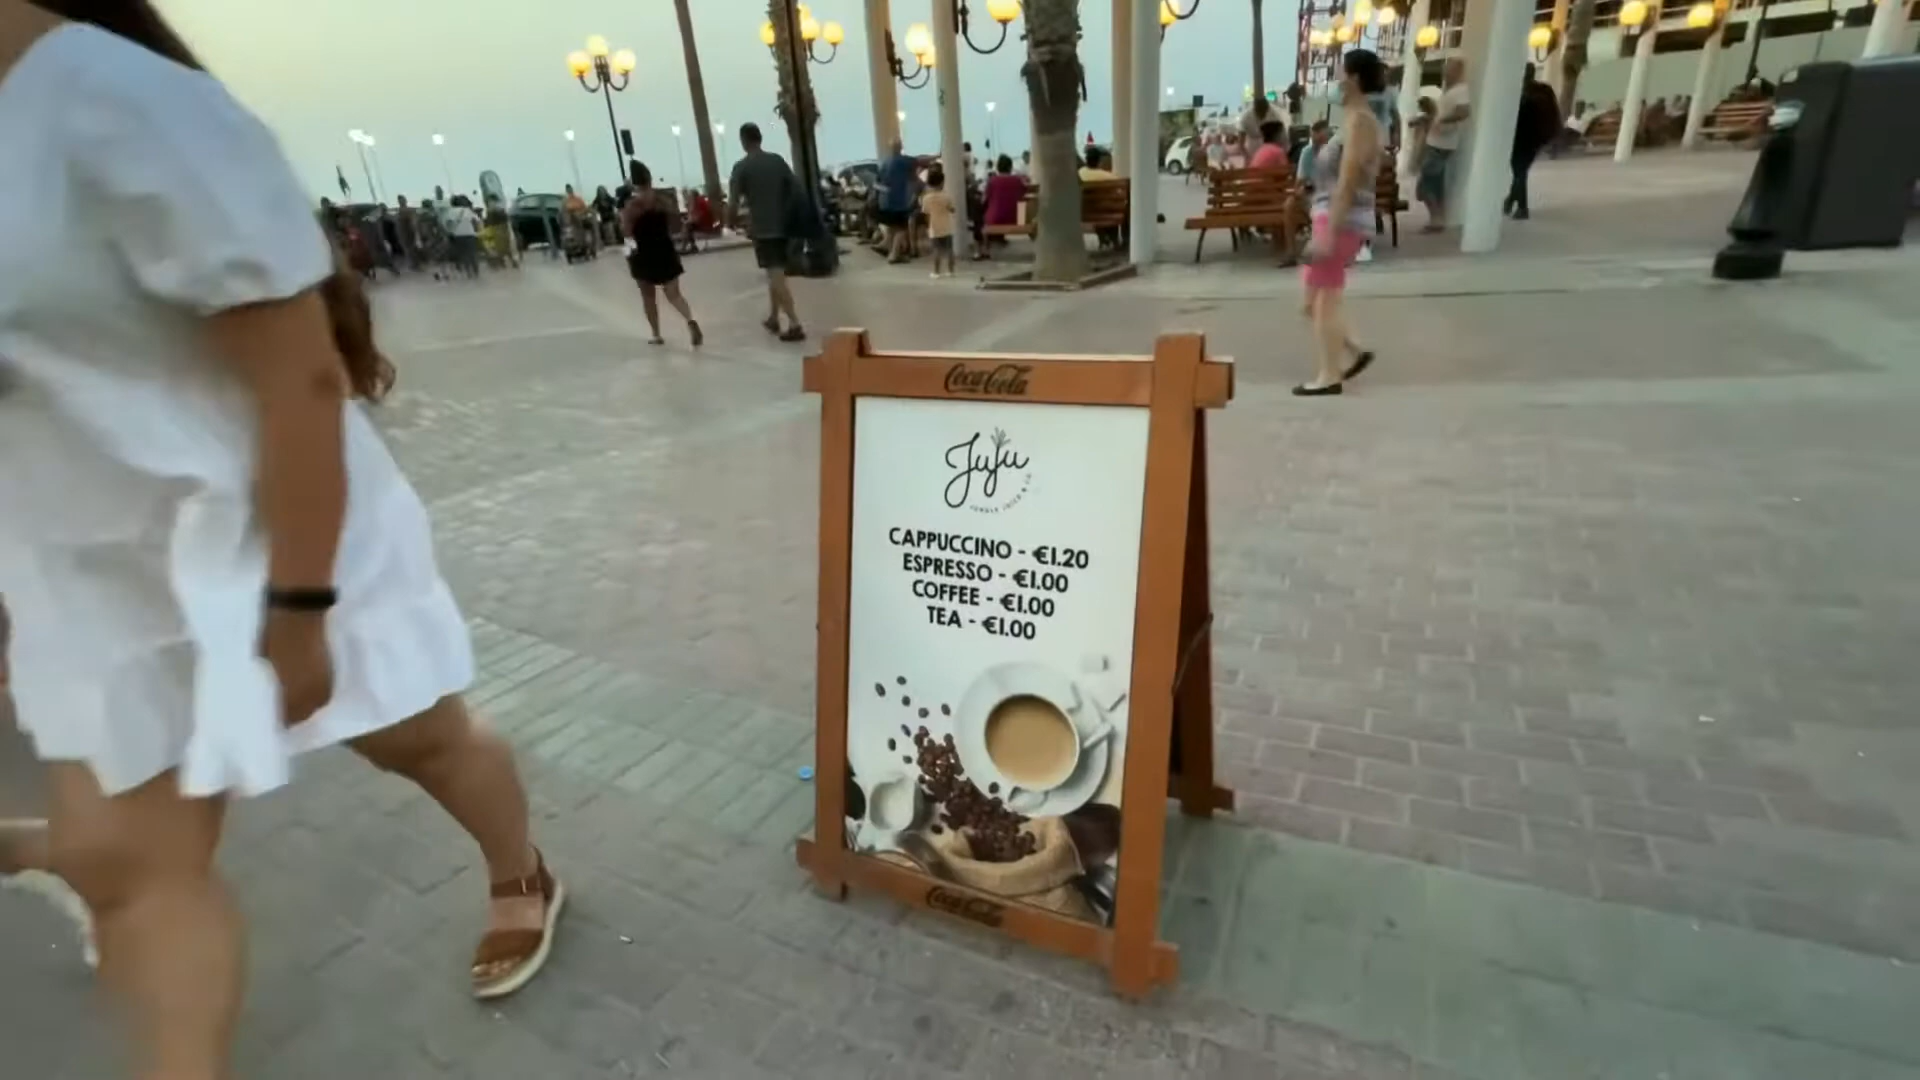 Coca-Cola
JuJu
CAPPUCCINO - €1.20
ESPRESSO - €1.00
COFFEE - €1.00
TEA - €1.00
Coca-Cola